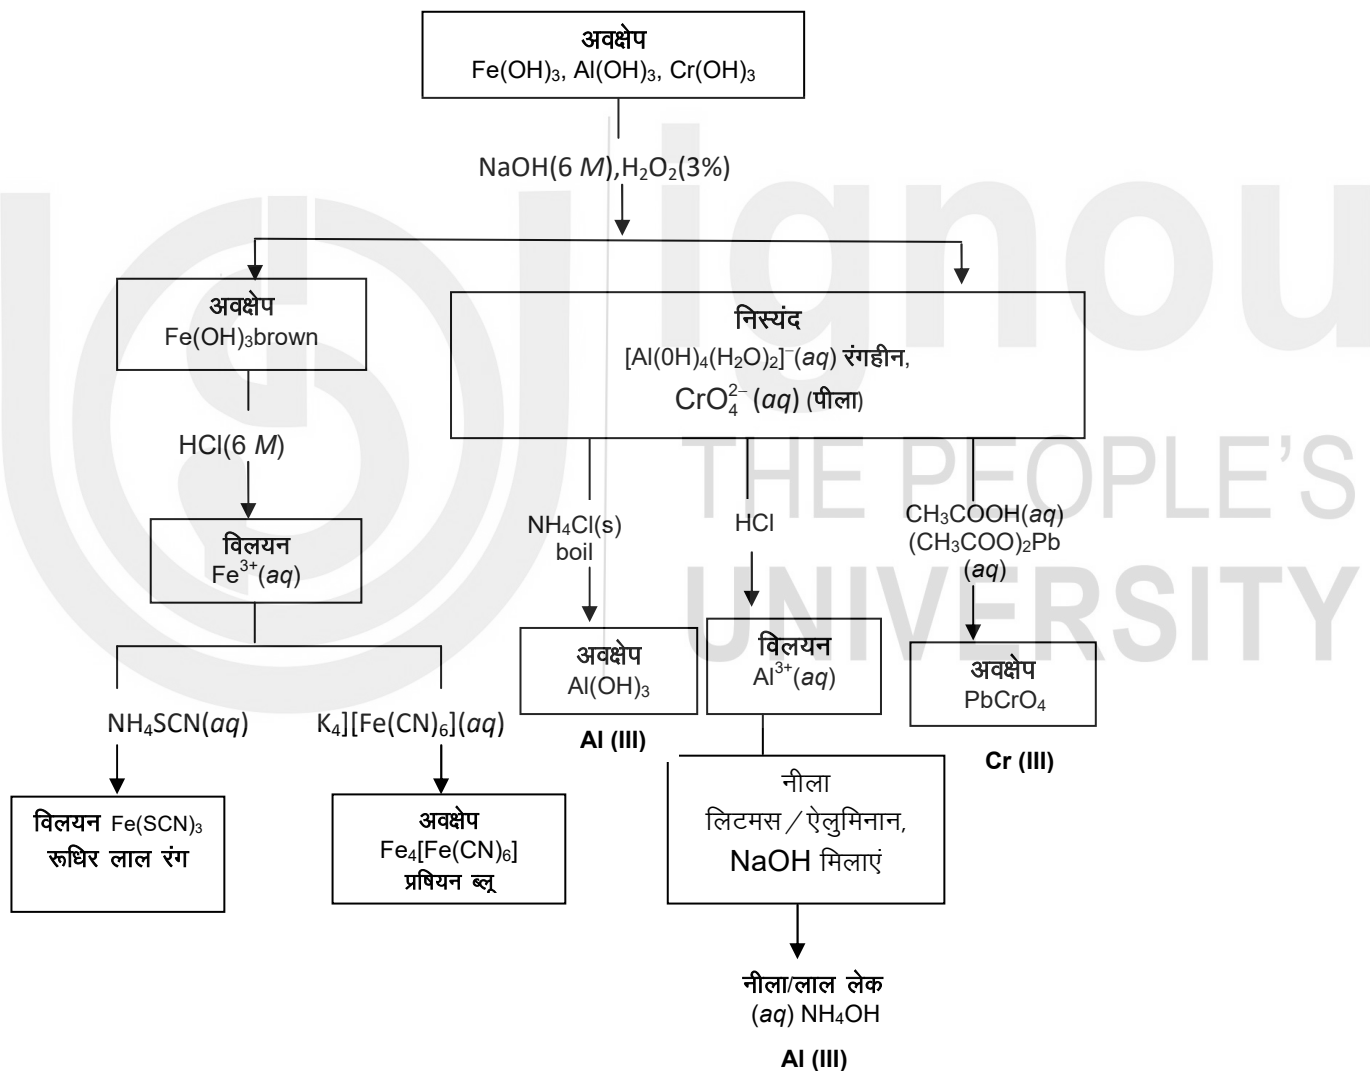 अवक्षेप
Fe(OH)₃, Al(OH)₃, Cr(OH)₃
NaOH(6 M),H₂O₂(3%)
अवक्षेप
Fe(OH)₃brown
निस्यंद
[Al(0H)₄(H₂O)₂]⁻(aq) रंगहीन,
CrO₄²⁻ (aq) (पीला)
HCl(6 M)
विलयन
Fe³⁺(aq)
NH₄Cl(s)
boil
HCl
CH₃COOH(aq)
(CH₃COO)₂Pb
(aq)
अवक्षेप
Al(OH)₃
Al (III)
विलयन
Al³⁺(aq)
अवक्षेप
PbCrO₄
Cr (III)
NH₄SCN(aq)
K₄][Fe(CN)₆](aq)
विलयन Fe(SCN)₃
रूधिर लाल रंग
अवक्षेप
Fe₄[Fe(CN)₆]
प्रषियन ब्लू
नीला
लिटमस / ऐलुमिनान,
NaOH मिलाएं
नीला/लाल लेक
(aq) NH₄OH
Al (III)
ignou
THE PEOPLE'S
UNIVERSITY